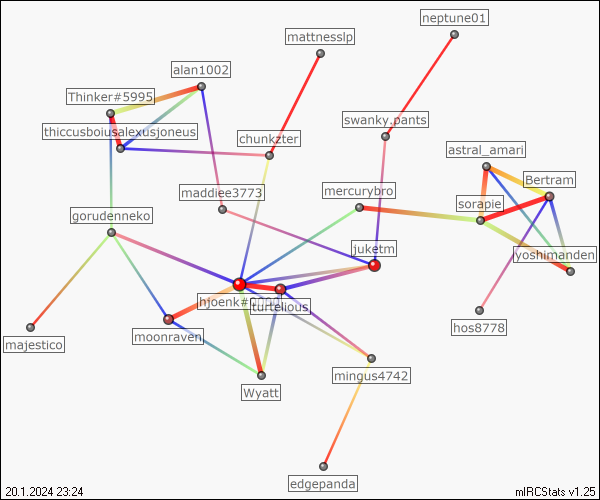 neptune01
mattnesslp
alan1002
Thinker#5995
swanky.pants
thiccusboiusalexusjoneus
chunkzter
astral_amari
Bertram
maddiee3773
mercurybro
sorapie
gorudenneko
juketm
yoshimanden
hjoenk#0000
turtelious
hos8778
moonraven
majestico
mingus4742
Wyatt
edgepanda
20.1.2024 23:24
mIRCStats v1.25